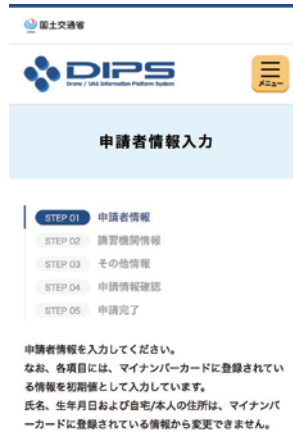 国土交通省
DIPS
Drone / UAS Information Platform System
メニュー
申請者情報入力
STEP 01 申請者情報
STEP 02 講習機関情報
STEP 03 その他情報
STEP 04 申請情報確認
STEP 05 申請完了
申請者情報を入力してください。
なお、各項目には、マイナンバーカードに登録されてい
る情報を初期値として入力しています。
氏名、生年月日および自宅/本人の住所は、マイナンバ
ーカードに登録されている情報から変更できません。